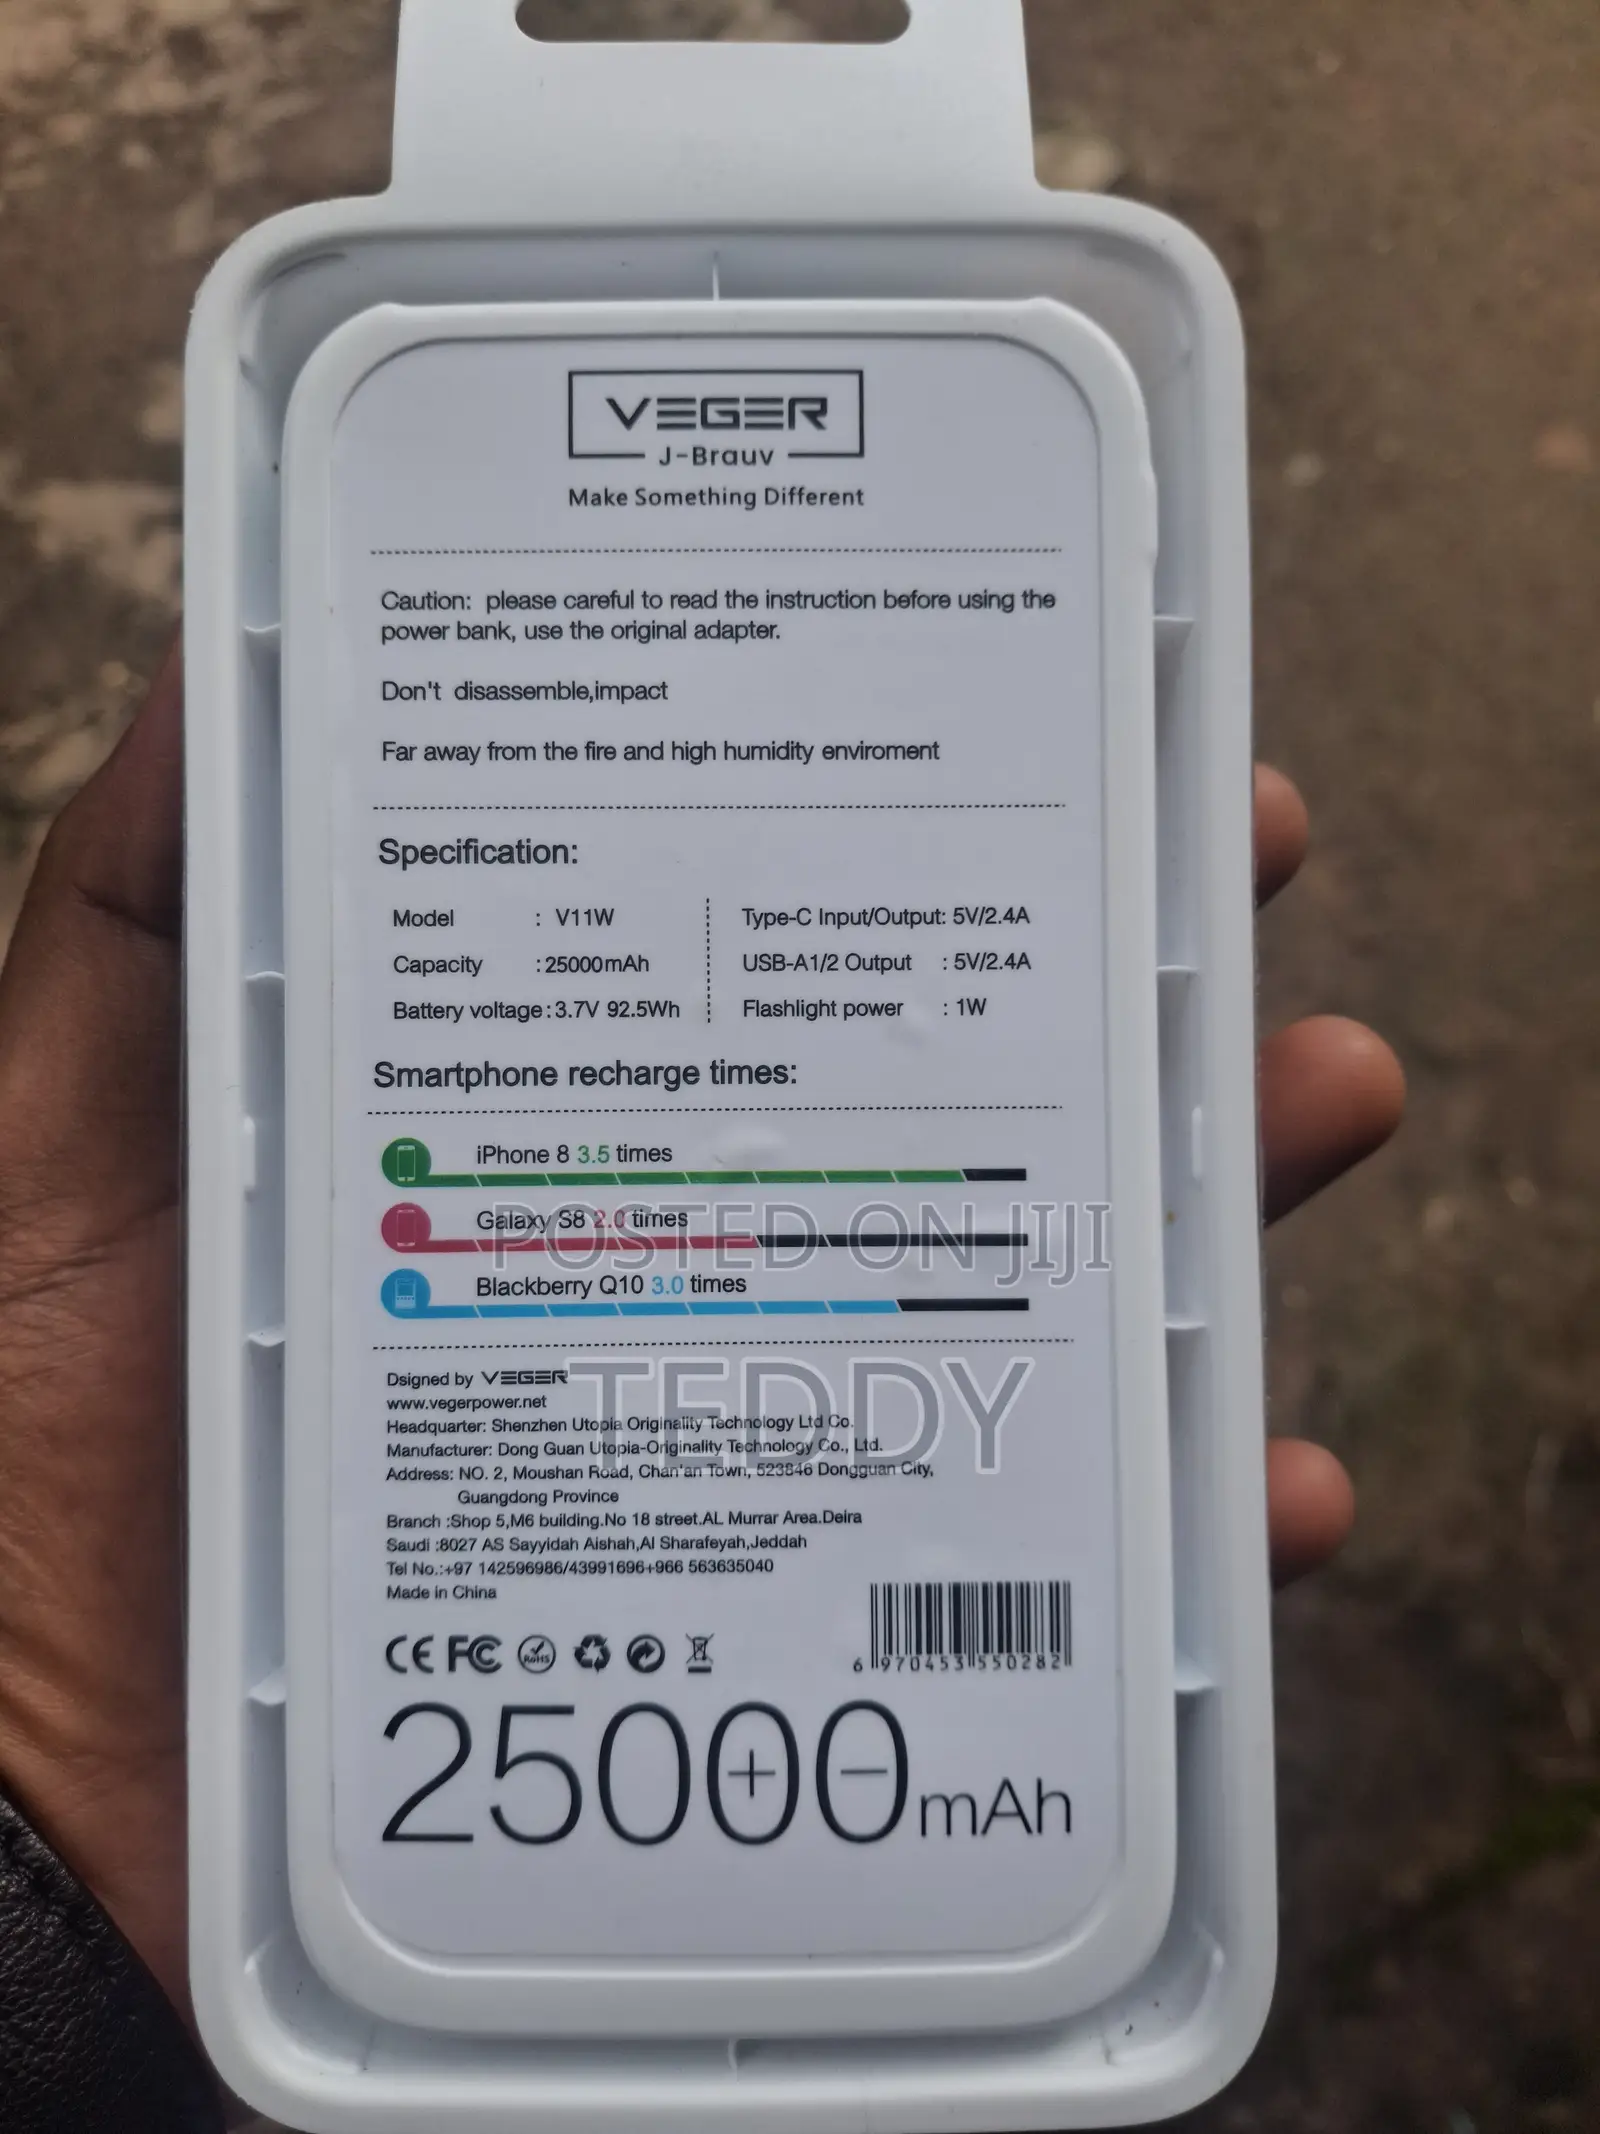 VEGER
J-Brauv
Make Something Different
Caution: please careful to read the instruction before using the
power bank, use the original adapter.
Don't disassemble,impact
Far away from the fire and high humidity enviroment
Specification:
Model : V11W
Capacity :25000mAh
Battery voltage:3.7V 92.5Wh
Type-C Input/Output: 5V/2.4A
USB-A1/2 Output : 5V/2.4A
Flashlight power : 1W
Smartphone recharge times:
iPhone 8 3.5 times
Galaxy S8 2.0 times
Blackberry Q10 3.0 times
POSTED ON JIJI
TEDDY
Dsigned by VEGER
www.vegerpower.net
Headquarter: Shenzhen Utopia Originality Technology Ltd Co.
Manufacturer: Dong Guan Utopia-Originality Technology Co., Ltd.
Address: NO. 2, Moushan Road, Chan'an Town, 523846 Dongguan City,
Guangdong Province
Branch :Shop 5,M6 building.No 18 street.AL Murrar Area.Deira
Saudi :8027 AS Sayyidah Aishah,Al Sharafeyah,Jeddah
Tel No.:+97 142596986/43991696+966 563635040
Made in China
CE FC RoHS
6 970453 550282
25000mAh